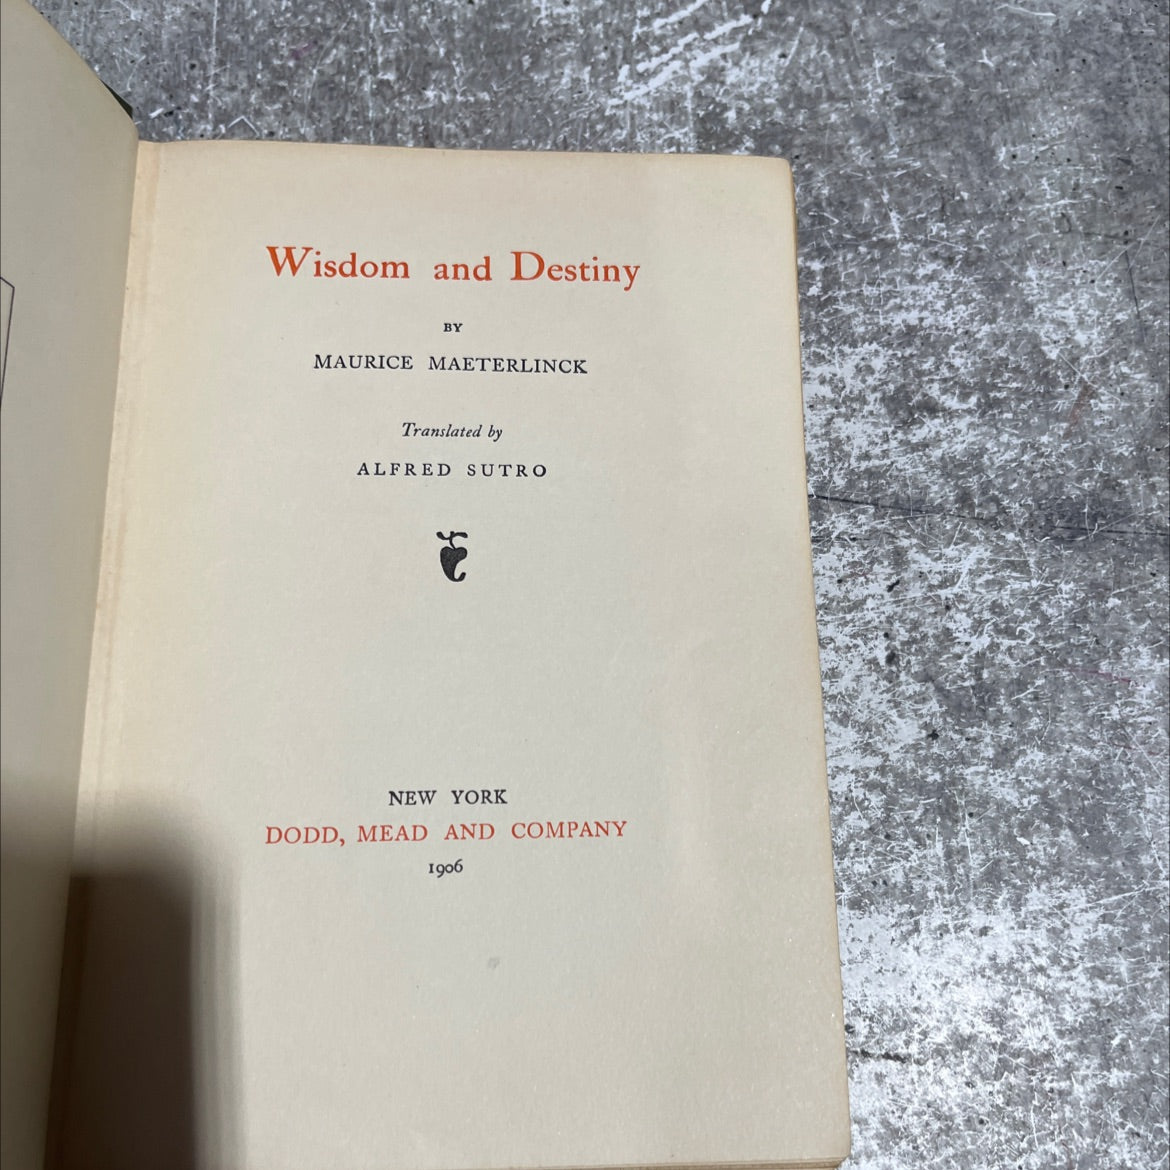 Wisdom and Destiny
BY
MAURICE MAETERLINCK
Translated by
ALFRED SUTRO
NEW YORK
DODD, MEAD AND COMPANY
1906